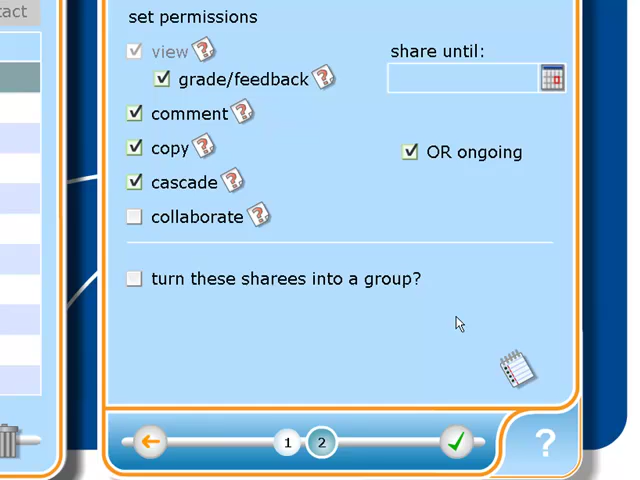 tact
set permissions
view
share until:
grade/feedback
comment
copy
OR ongoing
cascade
collaborate
turn these sharees into a group?
1
2
?